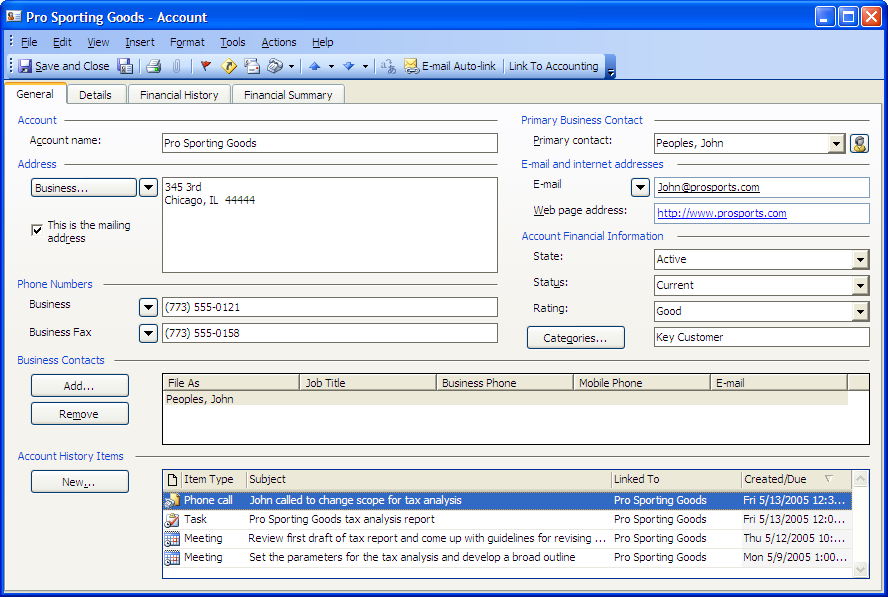 Pro Sporting Goods - Account
File Edit View Insert Format Tools Actions Help
Save and Close E-mail Auto-link Link To Accounting
General Details Financial History Financial Summary
Account
Account name: Pro Sporting Goods
Address
Business... 345 3rd
Chicago, IL 44444
This is the mailing
address
Phone Numbers
Business (773) 555-0121
Business Fax (773) 555-0158
Primary Business Contact
Primary contact: Peoples, John
E-mail and internet addresses
E-mail John@prosports.com
Web page address: http://www.prosports.com
Account Financial Information
State: Active
Status: Current
Rating: Good
Categories... Key Customer
Business Contacts
Add...
Remove
File As Job Title Business Phone Mobile Phone E-mail
Peoples, John
Account History Items
New...
Item Type Subject Linked To Created/Due
Phone call John called to change scope for tax analysis Pro Sporting Goods Fri 5/13/2005 12:3...
Task Pro Sporting Goods tax analysis report Pro Sporting Goods Fri 5/13/2005 12:0...
Meeting Review first draft of tax report and come up with guidelines for revising ... Pro Sporting Goods Thu 5/12/2005 10:...
Meeting Set the parameters for the tax analysis and develop a broad outline Pro Sporting Goods Mon 5/9/2005 1:00...